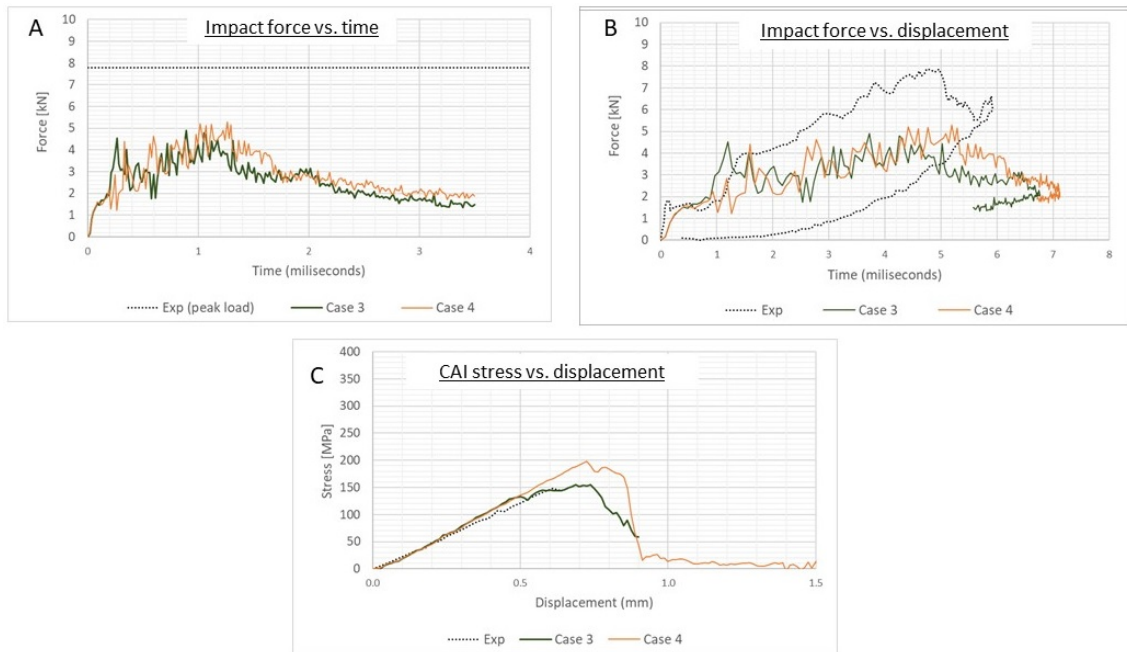 A
Impact force vs. time
10
9
8
7
6
5
4
3
2
1
0
Force [kN]
0
1
2
3
4
Time (miliseconds)
Exp (peak load)
Case 3
Case 4
B
Impact force vs. displacement
10
9
8
7
6
5
4
3
2
1
0
Force [kN]
0
1
2
3
4
5
6
7
8
Time (miliseconds)
Exp
Case 3
Case 4
C
CAI stress vs. displacement
400
350
300
250
200
150
100
50
0
Stress [MPa]
0.0
0.5
1.0
1.5
Displacement (mm)
Exp
Case 3
Case 4